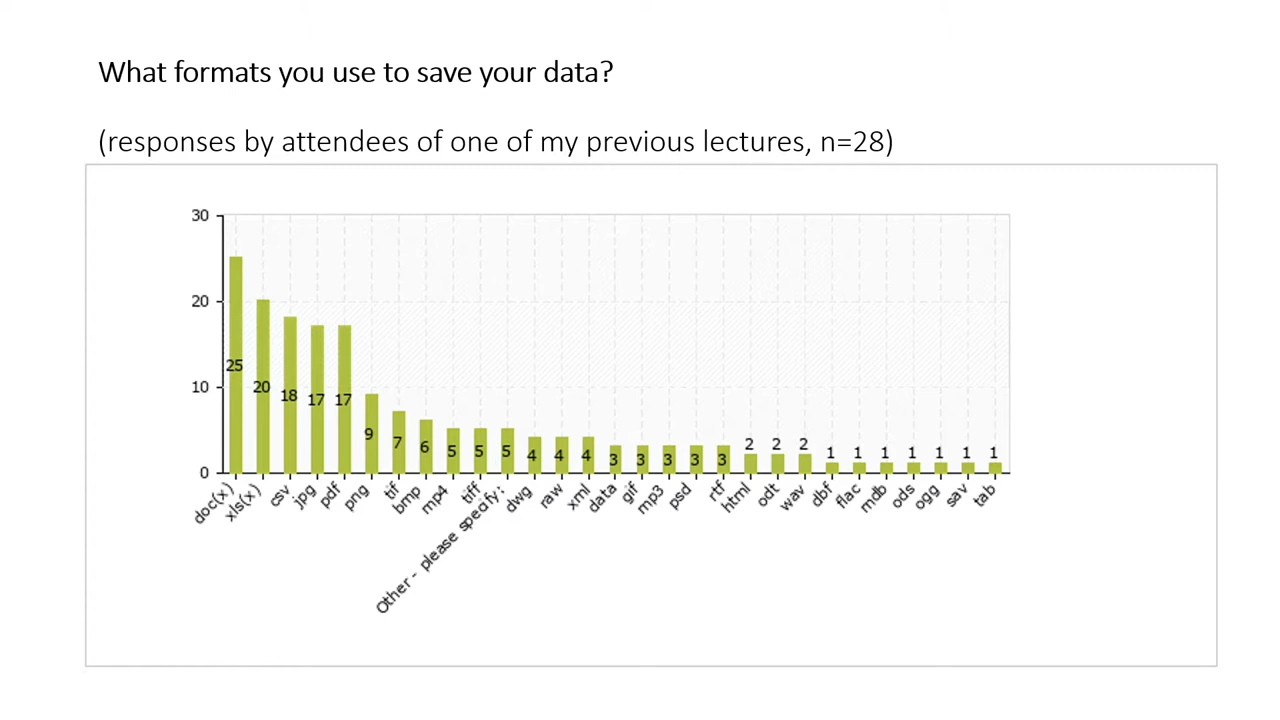 What formats you use to save your data?
(responses by attendees of one of my previous lectures, n=28)
30
20
10
0
25
20
18
17
17
9
7
6
5
5
5
4
4
4
3
3
3
3
3
2
2
2
1
1
1
1
1
1
1
doc(x)
xls(x)
csv
jpg
pdf
png
tif
bmp
mp4
tiff
Other - please specify:
dwg
raw
xml
data
gif
mp3
psd
rtf
html
odt
wav
dbf
flac
mdb
ods
ogg
sav
tab